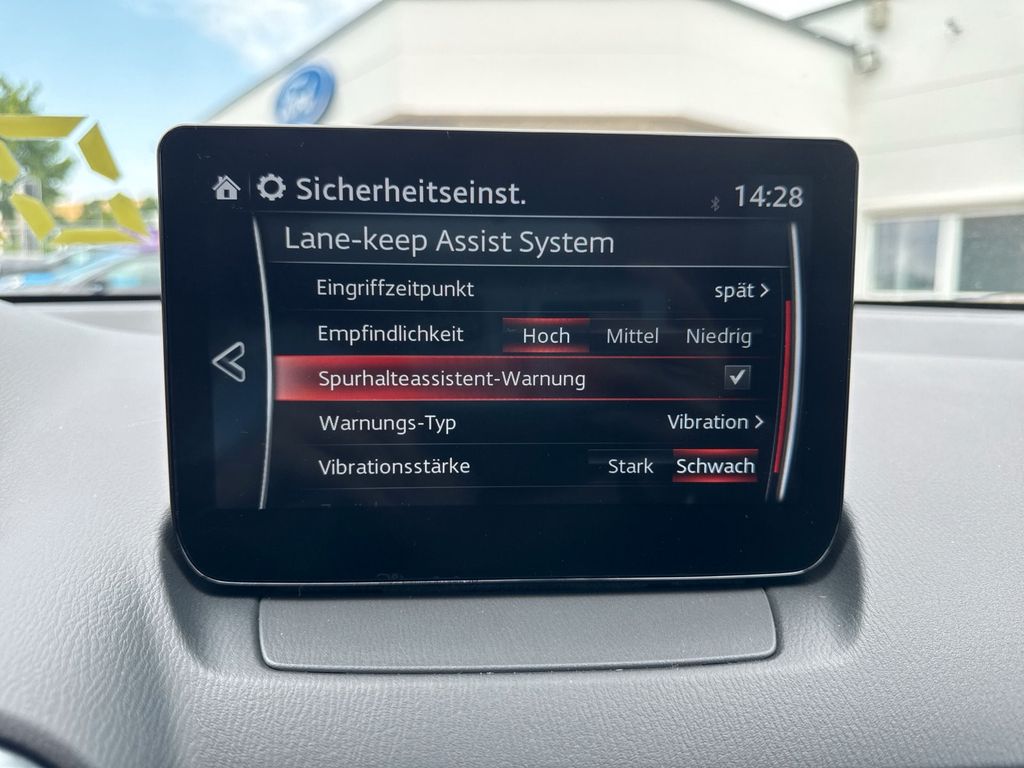 Ford
Sicherheitseinst. 14:28
Lane-keep Assist System
Eingriffzeitpunkt spät >
Empfindlichkeit Hoch Mittel Niedrig
Spurhalteassistent-Warnung
Warnungs-Typ Vibration >
Vibrationsstärke Stark Schwach